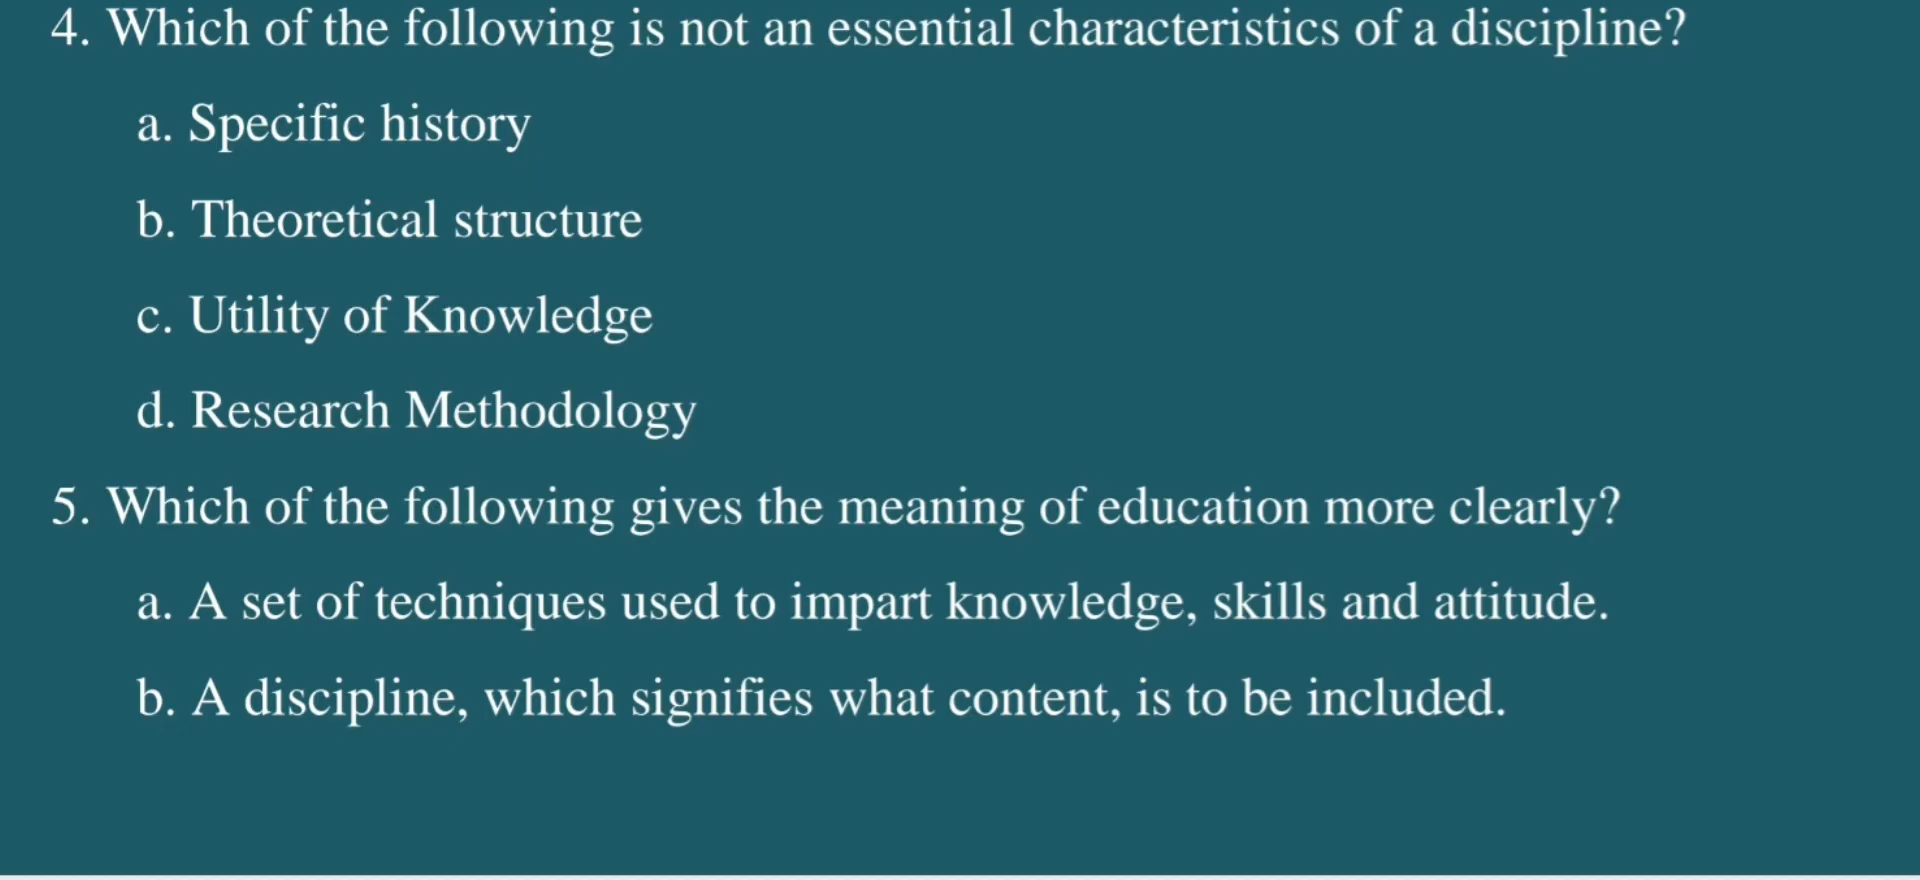 4. Which of the following is not an essential characteristics of a discipline?
a. Specific history
b. Theoretical structure
c. Utility of Knowledge
d. Research Methodology
5. Which of the following gives the meaning of education more clearly?
a. A set of techniques used to impart knowledge, skills and attitude.
b. A discipline, which signifies what content, is to be included.